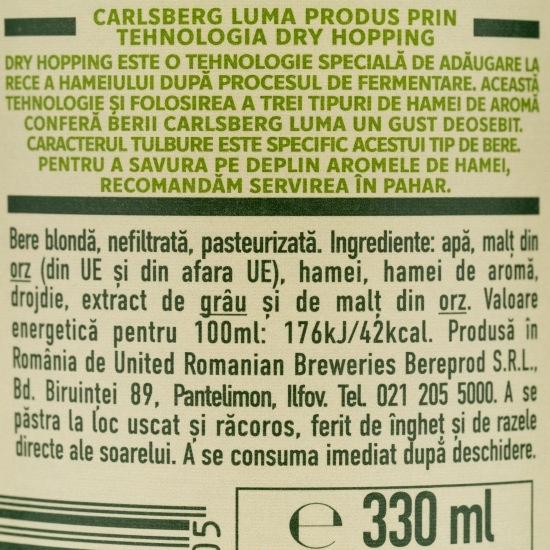 CARLSBERG LUMA PRODUS PRIN
TEHNOLOGIA DRY HOPPING
DRY HOPPING ESTE O TEHNOLOGIE SPECIALĂ DE ADĂUGARE LA
RECE A HAMEIULUI DUPĂ PROCESUL DE FERMENTARE. ACEASTĂ
TEHNOLOGIE ȘI FOLOSIREA A TREI TIPURI DE HAMEI DE AROMĂ
CONFERĂ BERII CARLSBERG LUMA UN GUST DEOSEBIT.
CARACTERUL TULBURE ESTE SPECIFIC ACESTUI TIP DE BERE.
PENTRU A SAVURA PE DEPLIN AROMELE DE HAMEI,
RECOMANDĂM SERVIREA ÎN PAHAR.
Bere blondă, nefiltrată, pasteurizată. Ingrediente: apă, malț din
orz (din UE și din afara UE), hamei, hamei de aromă,
drojdie, extract de grâu și de malț din orz. Valoare
energetică pentru 100ml: 176kJ/42kcal. Produsă în
România de United Romanian Breweries Bereprod S.R.L.,
Bd. Biruinței 89, Pantelimon, Ilfov. Tel. 021 205 5000. A se
păstra la loc uscat și răcoros, ferit de îngheț și de razele
directe ale soarelui. A se consuma imediat după deschidere.
05
℮ 330 ml